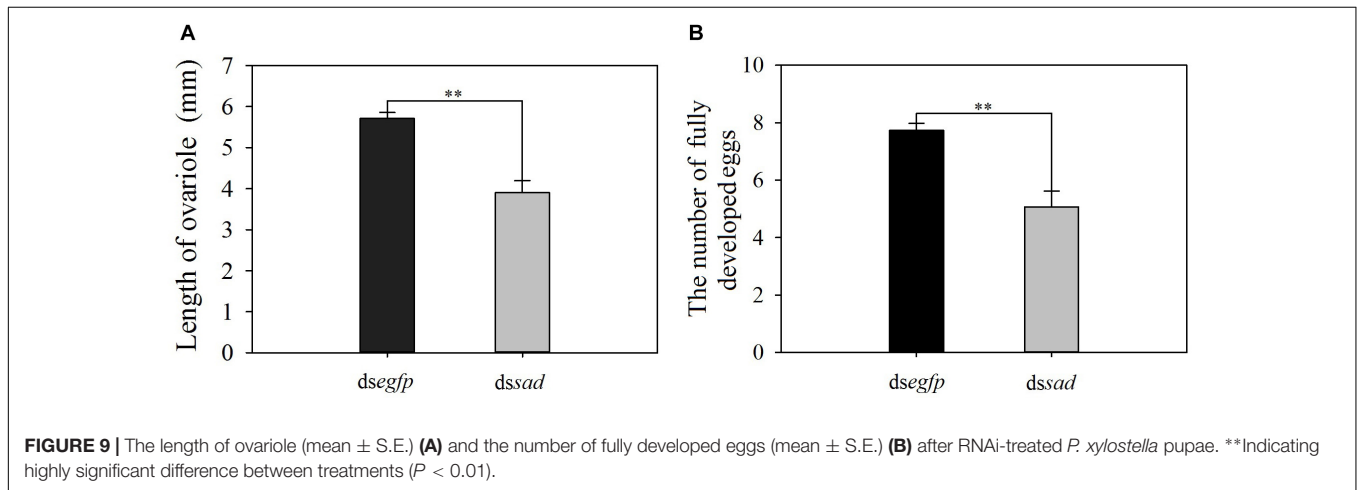 A
Length of ovariole (mm)
7
6
5
4
3
2
1
0
**
dsegfp
dssad
B
The number of fully
developed eggs
10
8
6
4
2
0
**
dsegfp
dssad
FIGURE 9 | The length of ovariole (mean ± S.E.) (A) and the number of fully developed eggs (mean ± S.E.) (B) after RNAi-treated P. xylostella pupae. **Indicating
highly significant difference between treatments (P < 0.01).